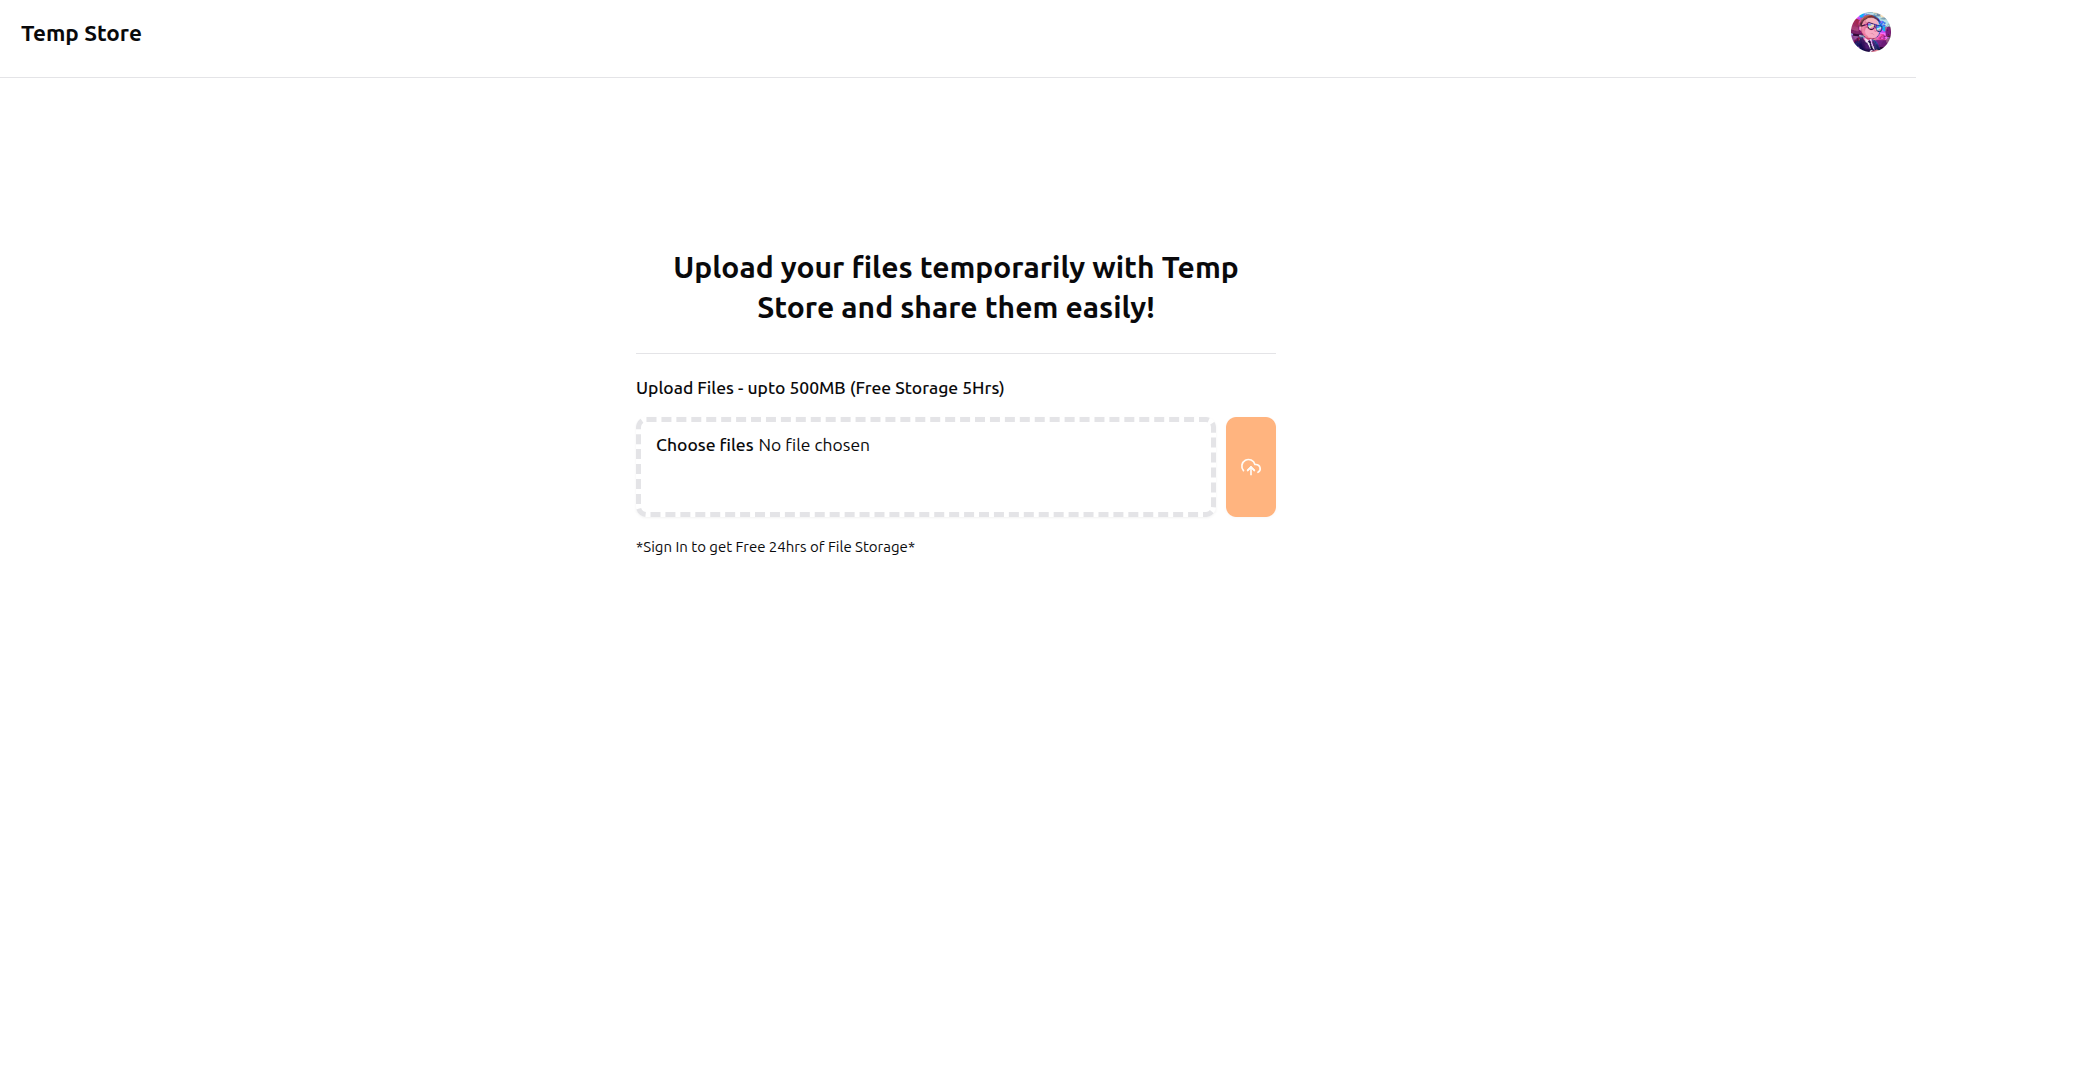 Temp Store
Upload your files temporarily with Temp
Store and share them easily!
Upload Files - upto 500MB (Free Storage 5Hrs)
Choose files No file chosen
*Sign In to get Free 24hrs of File Storage*